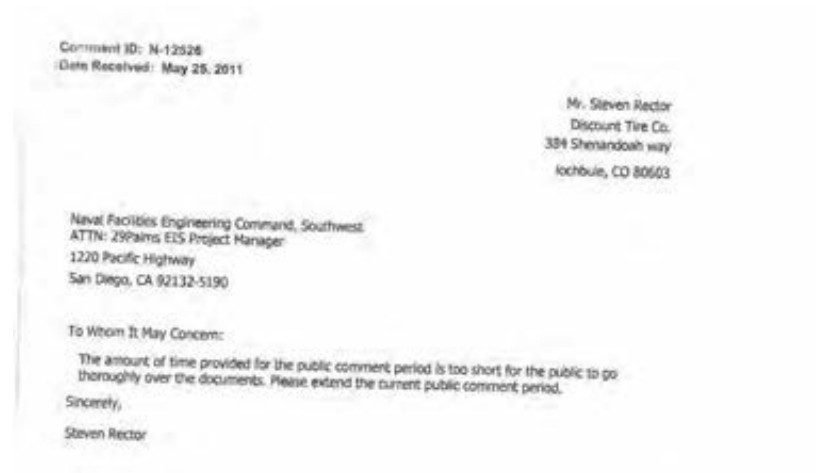 Comment ID: N-12526
Date Received: May 25, 2011
Mr. Steven Rector
Discount Tire Co.
384 Shenandoah way
lochbuie, CO 80603
Naval Facilities Engineering Command, Southwest
ATTN: 29Palms EIS Project Manager
1220 Pacific Highway
San Diego, CA 92132-5190
To Whom It May Concern:
The amount of time provided for the public comment period is too short for the public to go
thoroughly over the documents. Please extend the current public comment period.
Sincerely,
Steven Rector